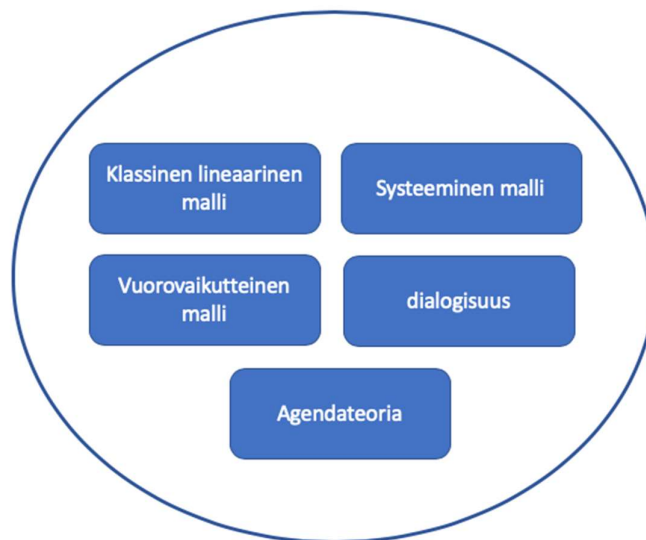 Klassinen lineaarinen
malli
Systeeminen malli
Vuorovaikutteinen
malli
dialogisuus
Agendateoria